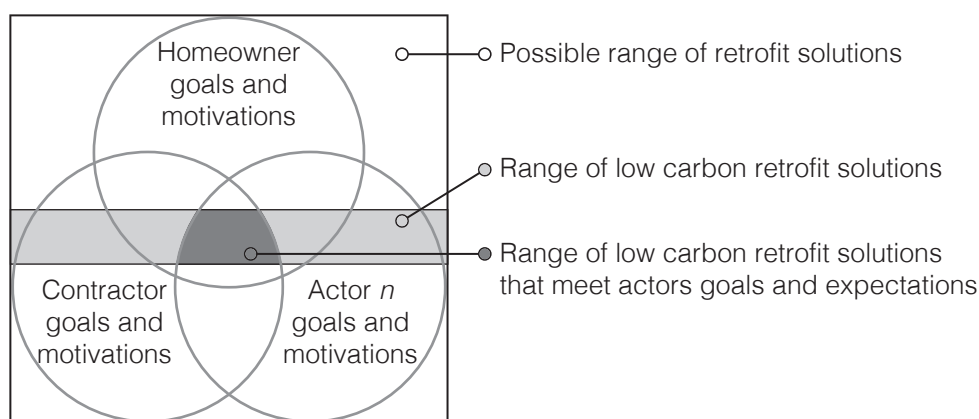 Homeowner
goals and
motivations
Possible range of retrofit solutions
Range of low carbon retrofit solutions
Range of low carbon retrofit solutions
that meet actors goals and expectations
Contractor
goals and
motivations
Actor n
goals and
motivations